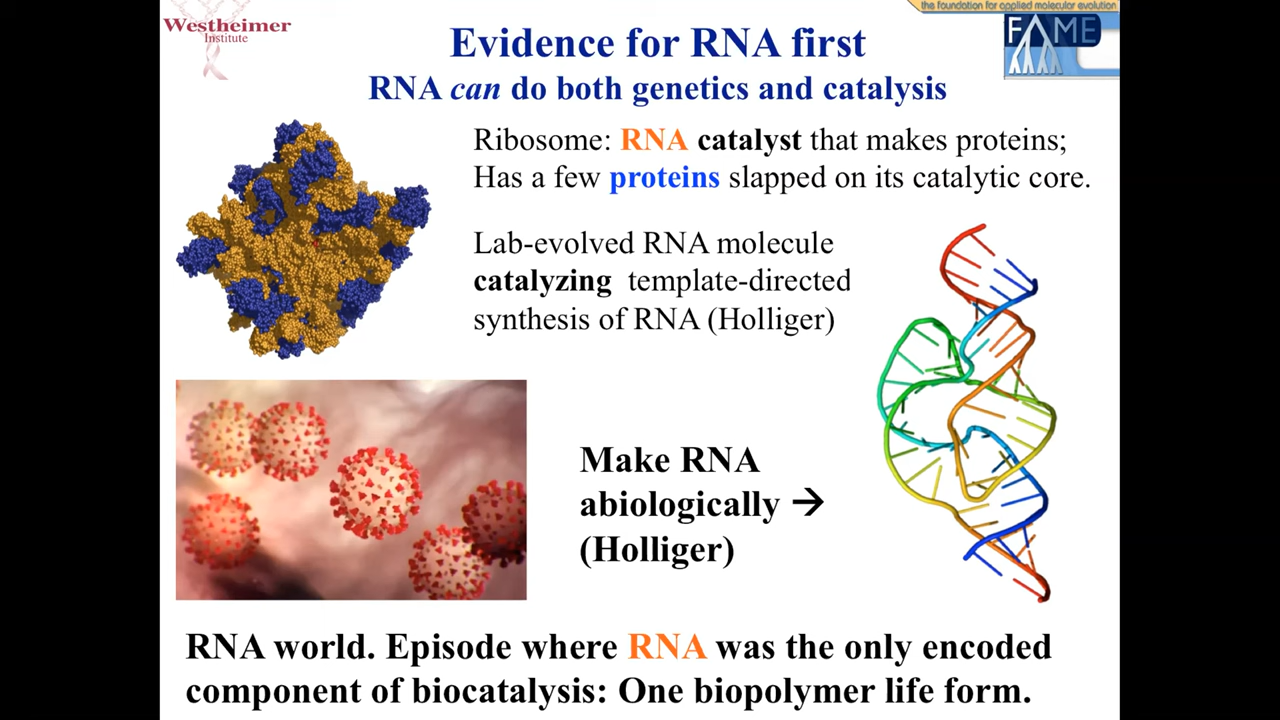 Westheimer
Institute
the foundation for applied molecular evolution
FAME
Evidence for RNA first
RNA can do both genetics and catalysis
Ribosome: RNA catalyst that makes proteins;
Has a few proteins slapped on its catalytic core.
Lab-evolved RNA molecule
catalyzing template-directed
synthesis of RNA (Holliger)
Make RNA
abiologically →
(Holliger)
RNA world. Episode where RNA was the only encoded
component of biocatalysis: One biopolymer life form.